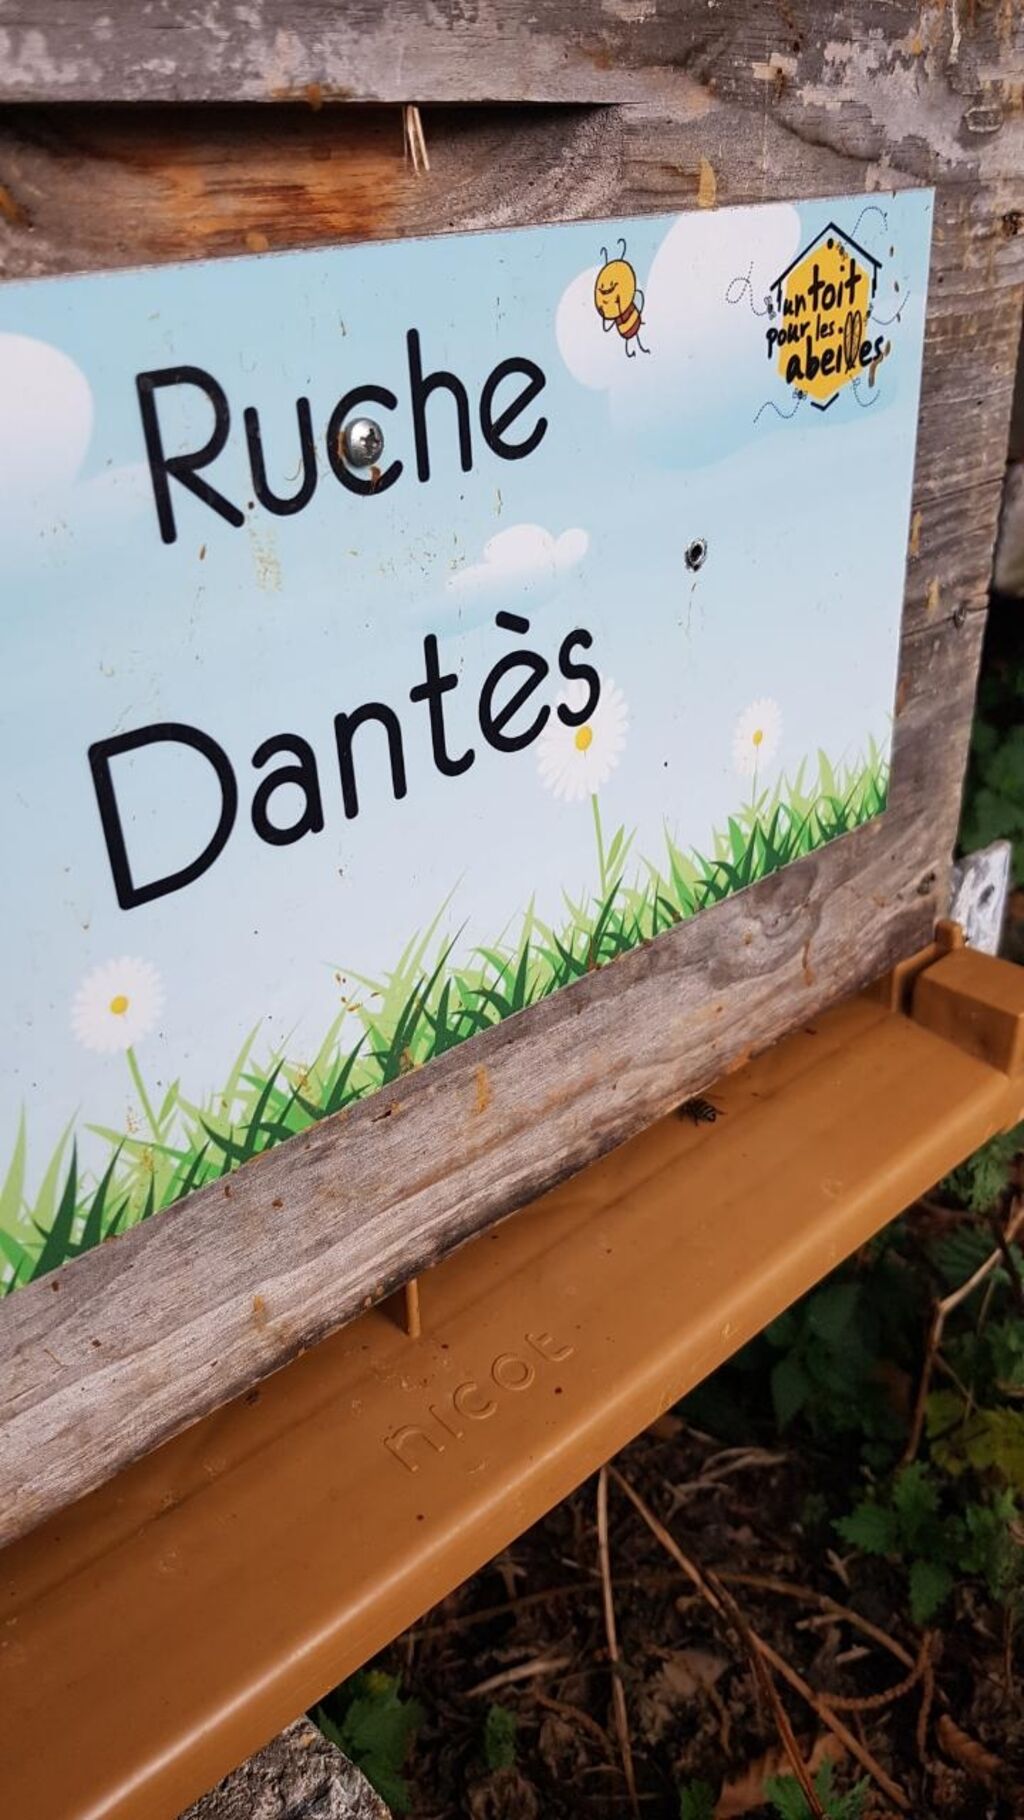 un toit
pour les
abeilles
Ruche
Dantès
nicot